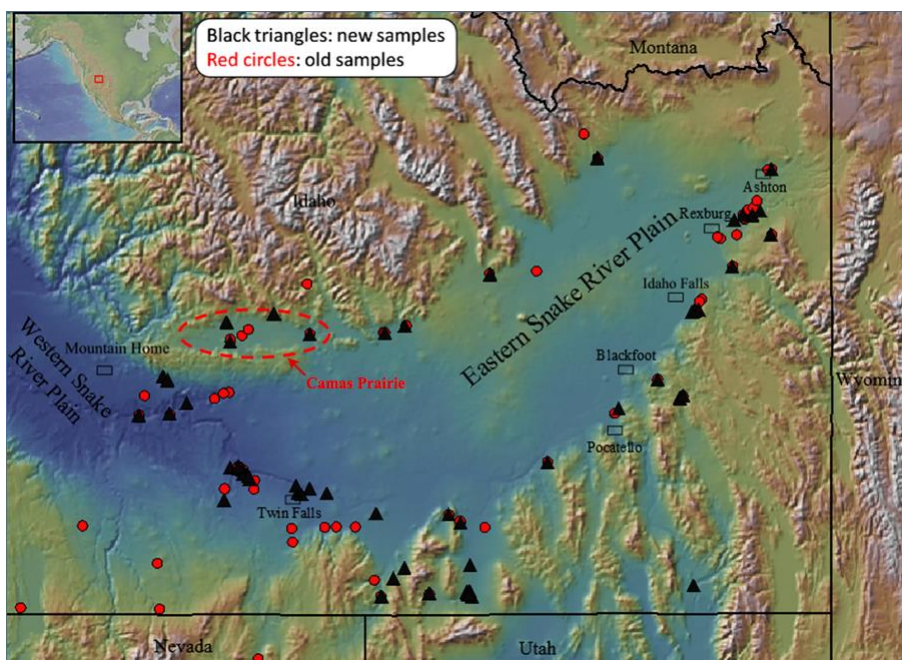 Black triangles: new samples
Red circles: old samples
Montana
Idaho
Ashton
Rexburg
Eastern Snake River Plain
Idaho Falls
Western Snake
River Plain
Mountain Home
Camas Prairie
Blackfoot
Wyomin
Pocatello
Twin Falls
Nevada
Utah